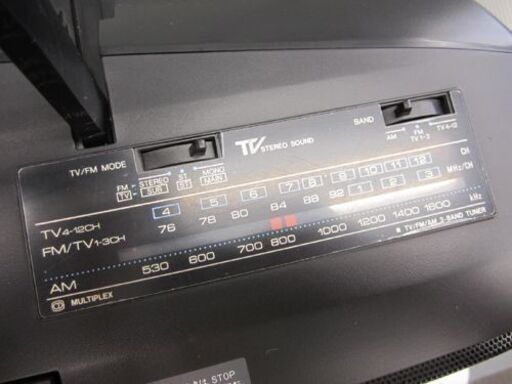 TV/FM MODE
TV STEREO SOUND
BAND
FM TV STEREO SUB S ST MONO MAIN
AM FM TV1-3 TV4-12
TV4-12CH 4 5 6 7 8 9 10 11 12 CH
FM/TV1-3CH 76 78 80 84 88 92 1 2 3 MHz/CH
AM 530 600 700 800 1000 1200 1400 1600 kHz
MULTIPLEX
TV/FM/AM 3 BAND TUNER
STOP